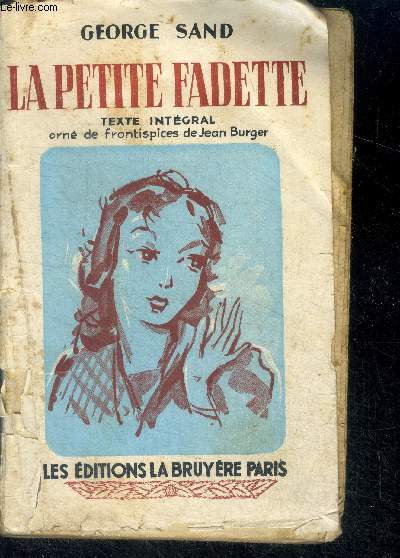 Le-livre.com
GEORGE SAND
LA PETITE FADETTE
TEXTE INTÉGRAL
orné de frontispices de Jean Burger
LES ÉDITIONS LA BRUYÈRE PARIS